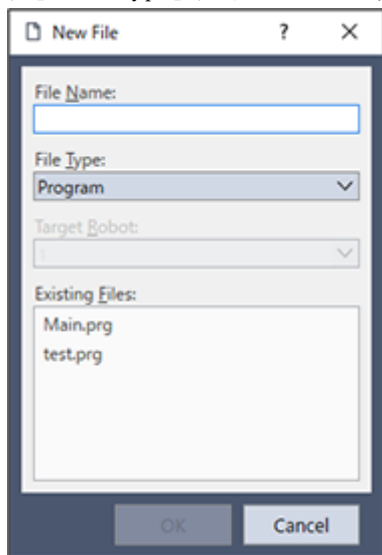 New File
?
File Name:
File Type:
Program
Target Robot:
Existing Files:
Main.prg
test.prg
OK
Cancel